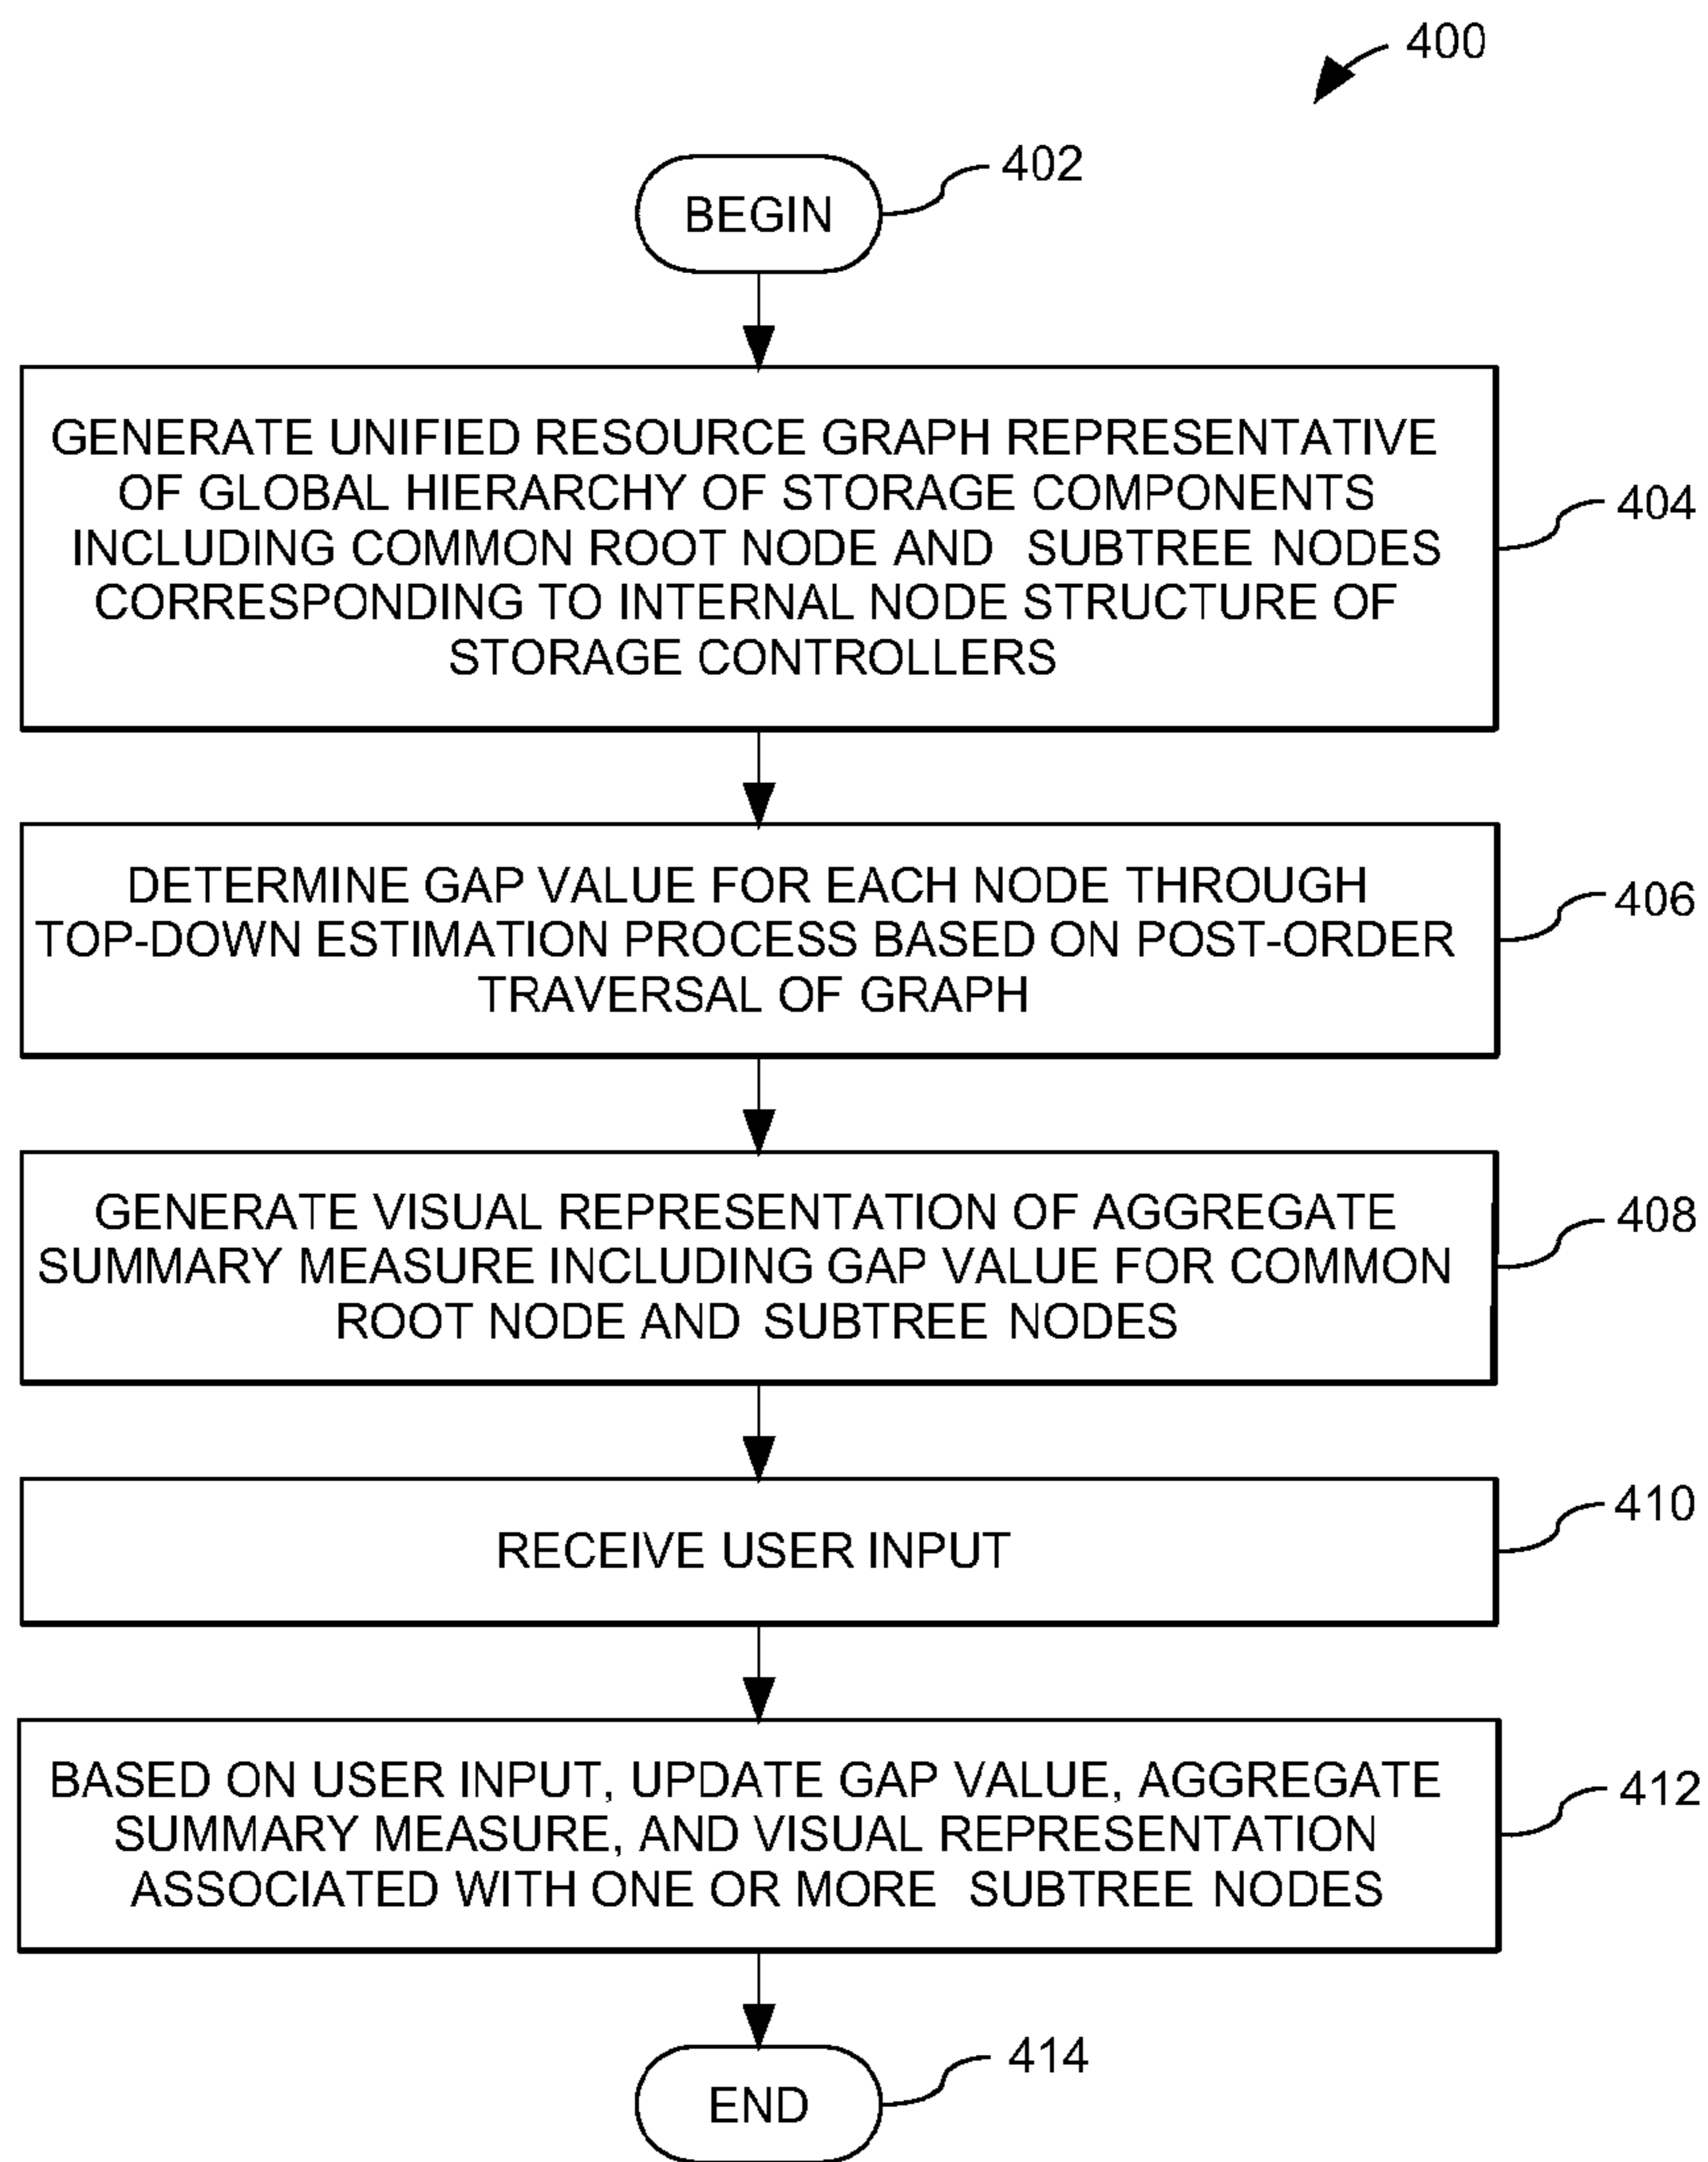 400
402
BEGIN
GENERATE UNIFIED RESOURCE GRAPH REPRESENTATIVE
OF GLOBAL HIERARCHY OF STORAGE COMPONENTS
INCLUDING COMMON ROOT NODE AND SUBTREE NODES
CORRESPONDING TO INTERNAL NODE STRUCTURE OF
STORAGE CONTROLLERS
404
DETERMINE GAP VALUE FOR EACH NODE THROUGH
TOP-DOWN ESTIMATION PROCESS BASED ON POST-ORDER
TRAVERSAL OF GRAPH
406
GENERATE VISUAL REPRESENTATION OF AGGREGATE
SUMMARY MEASURE INCLUDING GAP VALUE FOR COMMON
ROOT NODE AND SUBTREE NODES
408
RECEIVE USER INPUT
410
BASED ON USER INPUT, UPDATE GAP VALUE, AGGREGATE
SUMMARY MEASURE, AND VISUAL REPRESENTATION
ASSOCIATED WITH ONE OR MORE SUBTREE NODES
412
END
414